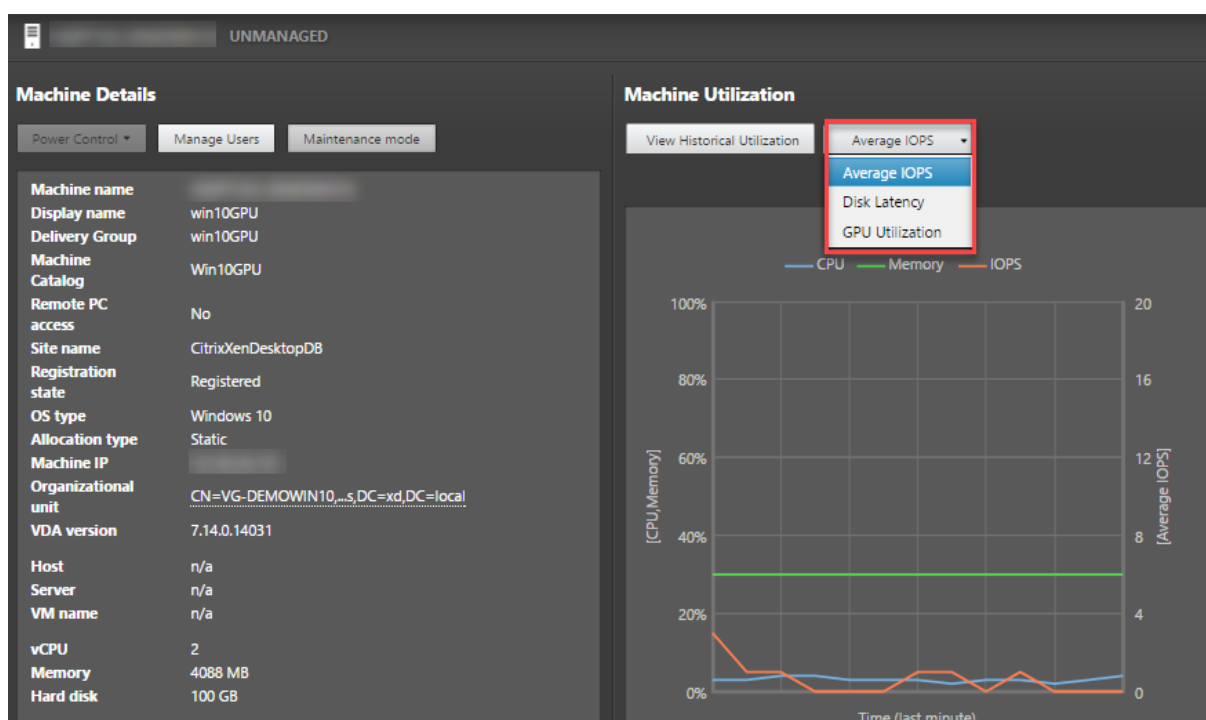 UNMANAGED
Machine Details
Power Control Manage Users Maintenance mode
Machine name
Display name win10GPU
Delivery Group win10GPU
Machine
Catalog Win10GPU
Remote PC
access No
Site name CitrixXenDesktopDB
Registration
state Registered
OS type Windows 10
Allocation type Static
Machine IP
Organizational
unit CN=VG-DEMOWIN10,...s,DC=xd,DC=local
VDA version 7.14.0.14031
Host n/a
Server n/a
VM name n/a
vCPU 2
Memory 4088 MB
Hard disk 100 GB
Machine Utilization
View Historical Utilization Average IOPS
Average IOPS
Disk Latency
GPU Utilization
CPU Memory IOPS
100% 20
80% 16
60% 12
40% 8
20% 4
0% 0
[CPU,Memory]
[Average IOPS]
Time (last minute)